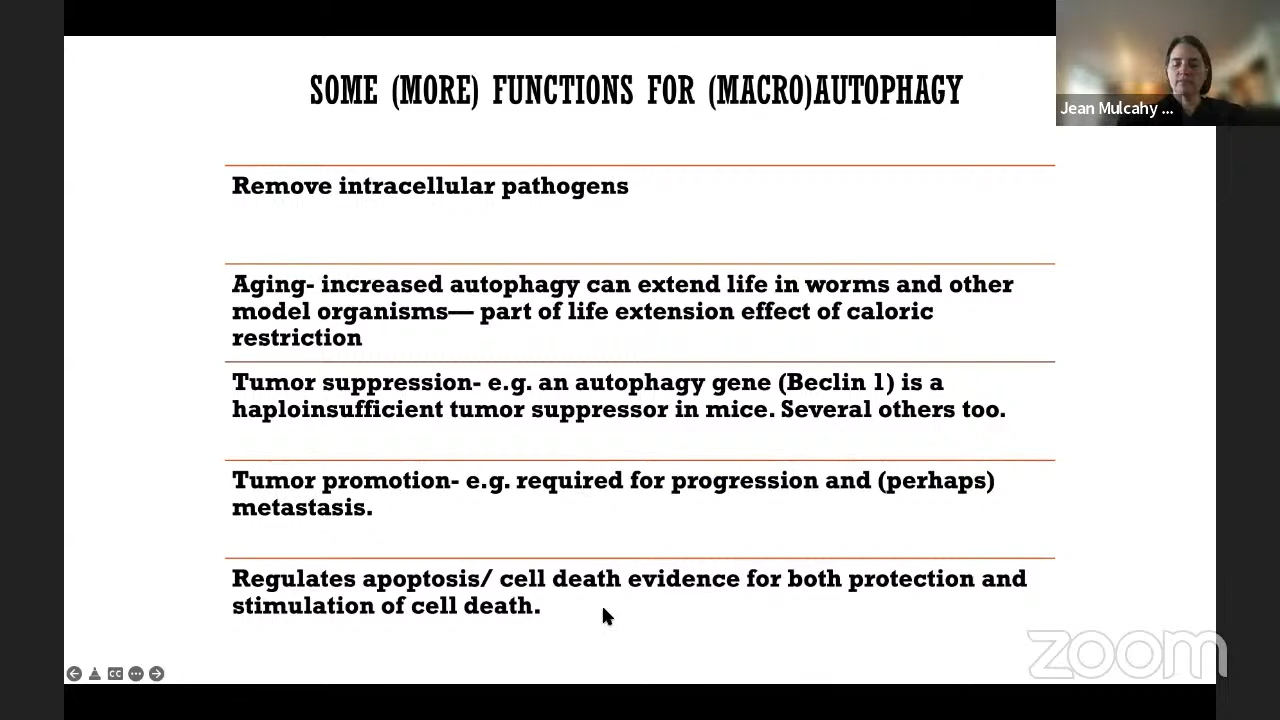 SOME (MORE) FUNCTIONS FOR (MACRO)AUTOPHAGY
Jean Mulcahy ...
Remove intracellular pathogens
Aging- increased autophagy can extend life in worms and other
model organisms— part of life extension effect of caloric
restriction
Tumor suppression- e.g. an autophagy gene (Beclin 1) is a
haploinsufficient tumor suppressor in mice. Several others too.
Tumor promotion- e.g. required for progression and (perhaps)
metastasis.
Regulates apoptosis/ cell death evidence for both protection and
stimulation of cell death.
zoom
CC